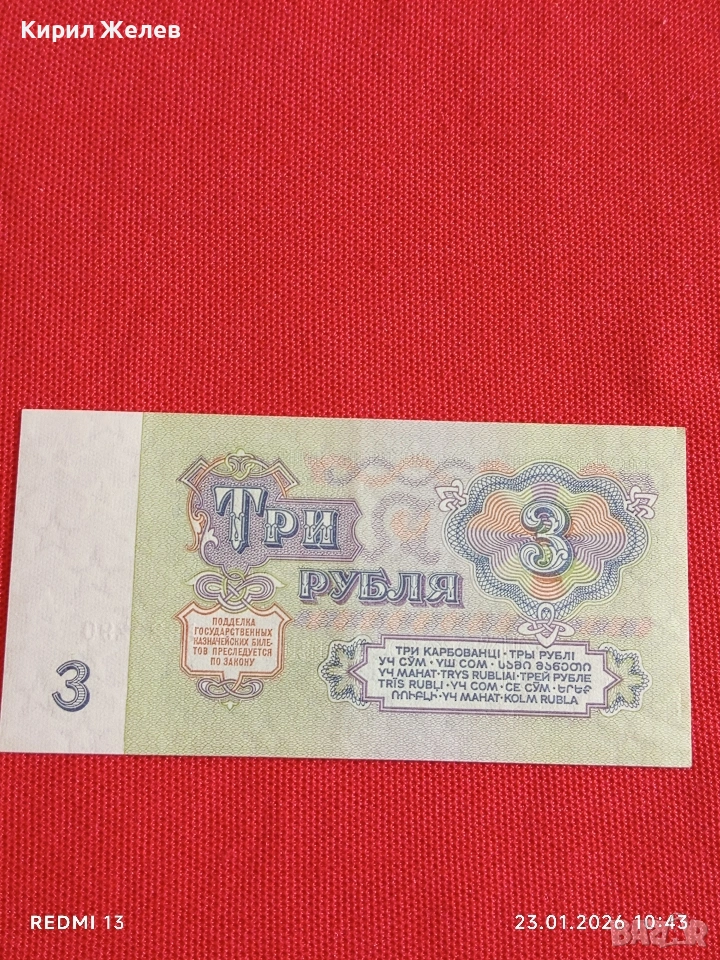 Кирил Желев
ТРИ
РУБЛЯ
3
ПОДДЕЛКА
ГОСУДАРСТВЕННЫХ
КАЗНАЧЕЙСКИХ БИЛЕ-
ТОВ ПРЕСЛЕДУЕТСЯ
ПО ЗАКОНУ
3
ТРИ КАРБОВАНЦІ · ТРЫ РУБЛІ
УЧ СЎМ · ҮШ СОМ · ᲡᲐᲛᲘ ᲛᲐᲜᲔᲗᲘ
ҮЧ МАНАТ · TRYS RUBLIAI · ТРЕЙ РУБЛЕ
TRĪS RUBĻI · ҮЧ СОМ · СЕ СӮМ · ԵՐԵՔ
ՌՈՒԲԼԻ · ҮЧ МАНАТ · KOLM RUBLA
REDMI 13
23.01.2026 10:43
BAZAR